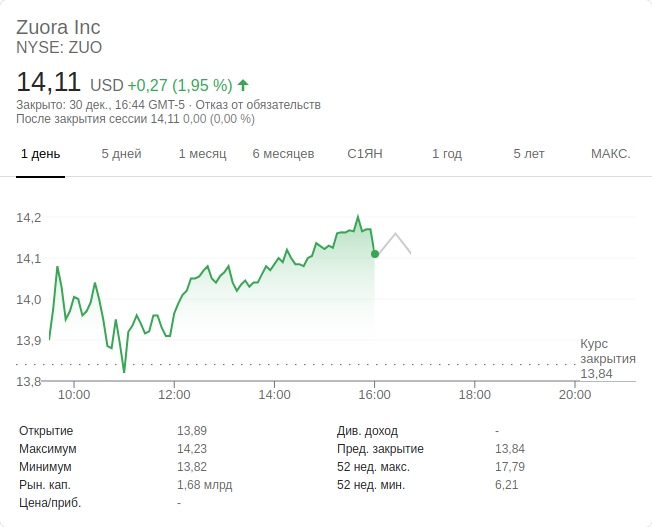 Zuora Inc
NYSE: ZUO
14,11 USD +0,27 (1,95 %)
Закрыто: 30 дек., 16:44 GMT-5 · Отказ от обязательств
После закрытия сессии 14,11 0,00 (0,00 %)
1 день 5 дней 1 месяц 6 месяцев С1ЯН 1 год 5 лет МАКС.
14,2
14,1
14,0
13,9
13,8
Курс
закрытия
13,84
10:00 12:00 14:00 16:00 18:00 20:00
Открытие 13,89 Див. доход -
Максимум 14,23 Пред. закрытие 13,84
Минимум 13,82 52 нед. макс. 17,79
Рын. кап. 1,68 млрд 52 нед. мин. 6,21
Цена/приб. -